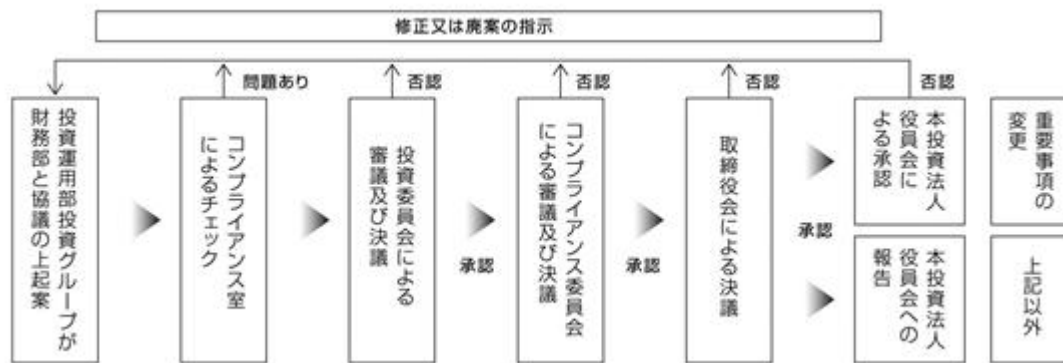 修正又は廃案の指示
問題あり
否認
否認
否認
否認
投資運用部投資グループが
財務部と協議の上起案
コンプライアンス室
によるチェック
投資委員会による
審議及び決議
承認
コンプライアンス委員会
による審議及び決議
承認
取締役会による決議
承認
本投資法人
役員会に
よる承認
重要事項の
変更
本投資法人
役員会への
報告
上記以外